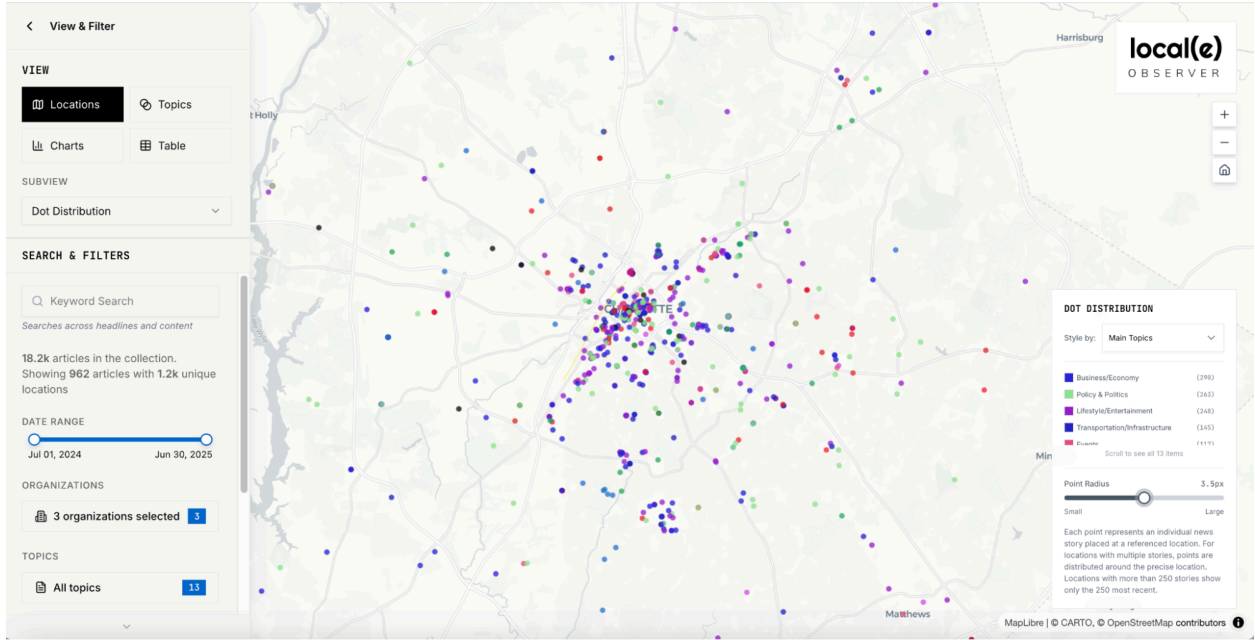 View & Filter
VIEW
Locations
Topics
Charts
Table
SUBVIEW
Dot Distribution
SEARCH & FILTERS
Keyword Search
Searches across headlines and content
18.2k articles in the collection.
Showing 962 articles with 1.2k unique
locations
DATE RANGE
Jul 01, 2024 Jun 30, 2025
ORGANIZATIONS
3 organizations selected 3
TOPICS
All topics 13
t Holly
Harrisburg
Matthews
Min
local(e)
OBSERVER
DOT DISTRIBUTION
Style by: Main Topics
Business/Economy (298)
Policy & Politics (263)
Lifestyle/Entertainment (248)
Transportation/Infrastructure (145)
Events (117)
Scroll to see all 13 items
Point Radius 3.5px
Small Large
Each point represents an individual news
story placed at a referenced location. For
locations with multiple stories, points are
distributed around the precise location.
Locations with more than 250 stories show
only the 250 most recent.
MapLibre | © CARTO, © OpenStreetMap contributors